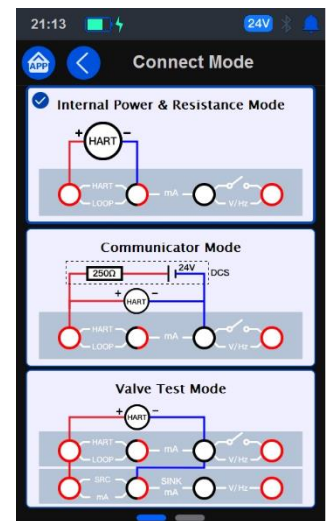 21:13 24V
APP Connect Mode
Internal Power & Resistance Mode
+ HART −
HART LOOP mA V/Hz
Communicator Mode
250Ω 24V DCS
+ HART −
HART LOOP mA V/Hz
Valve Test Mode
+ HART −
HART LOOP mA V/Hz
SRC mA SINK mA V/Hz